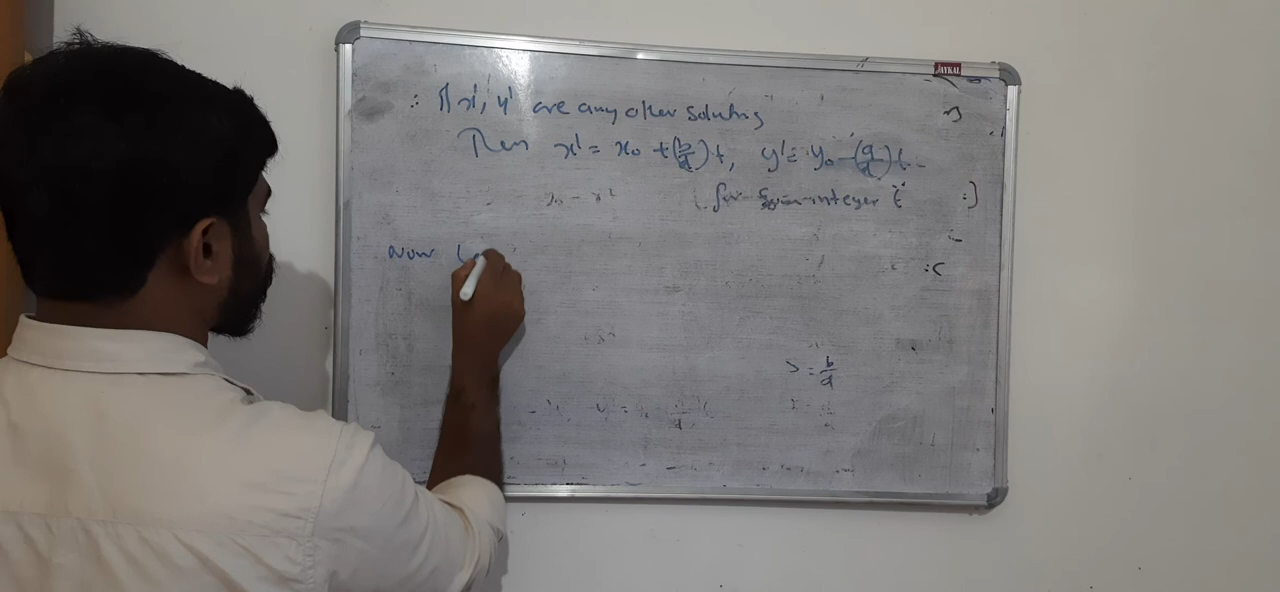 JAYKAL
∴ If x', y' are any other solutions
Then x' = x₀ + (b/d)t, y' = y₀ - (a/d)t
for some integer t
Now
s = b/d